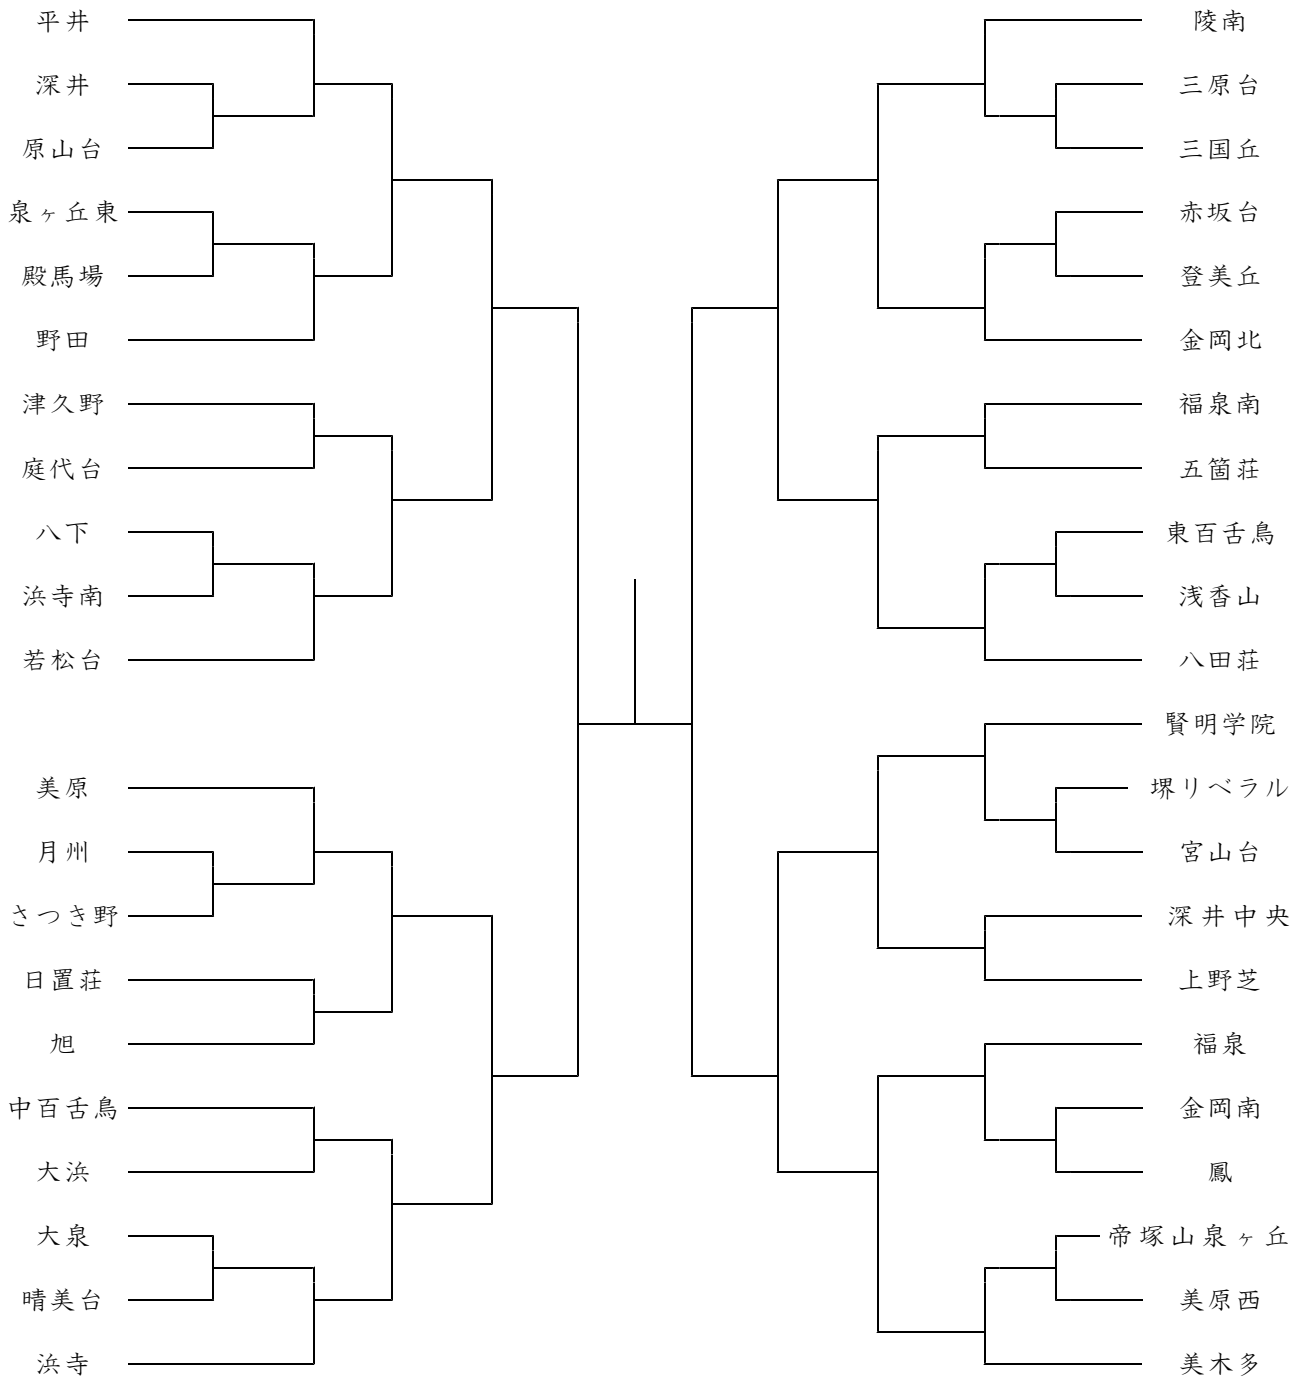 平井
深井
原山台
泉ヶ丘東
殿馬場
野田
津久野
庭代台
八下
浜寺南
若松台
美原
月州
さつき野
日置荘
旭
中百舌鳥
大浜
大泉
晴美台
浜寺
陵南
三原台
三国丘
赤坂台
登美丘
金岡北
福泉南
五箇荘
東百舌鳥
浅香山
八田荘
賢明学院
堺リベラル
宮山台
深井中央
上野芝
福泉
金岡南
鳳
帝塚山泉ヶ丘
美原西
美木多